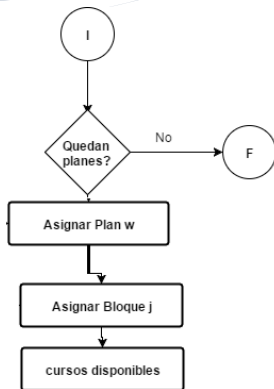 I
Quedan
planes?
No
F
Asignar Plan w
Asignar Bloque j
cursos disponibles